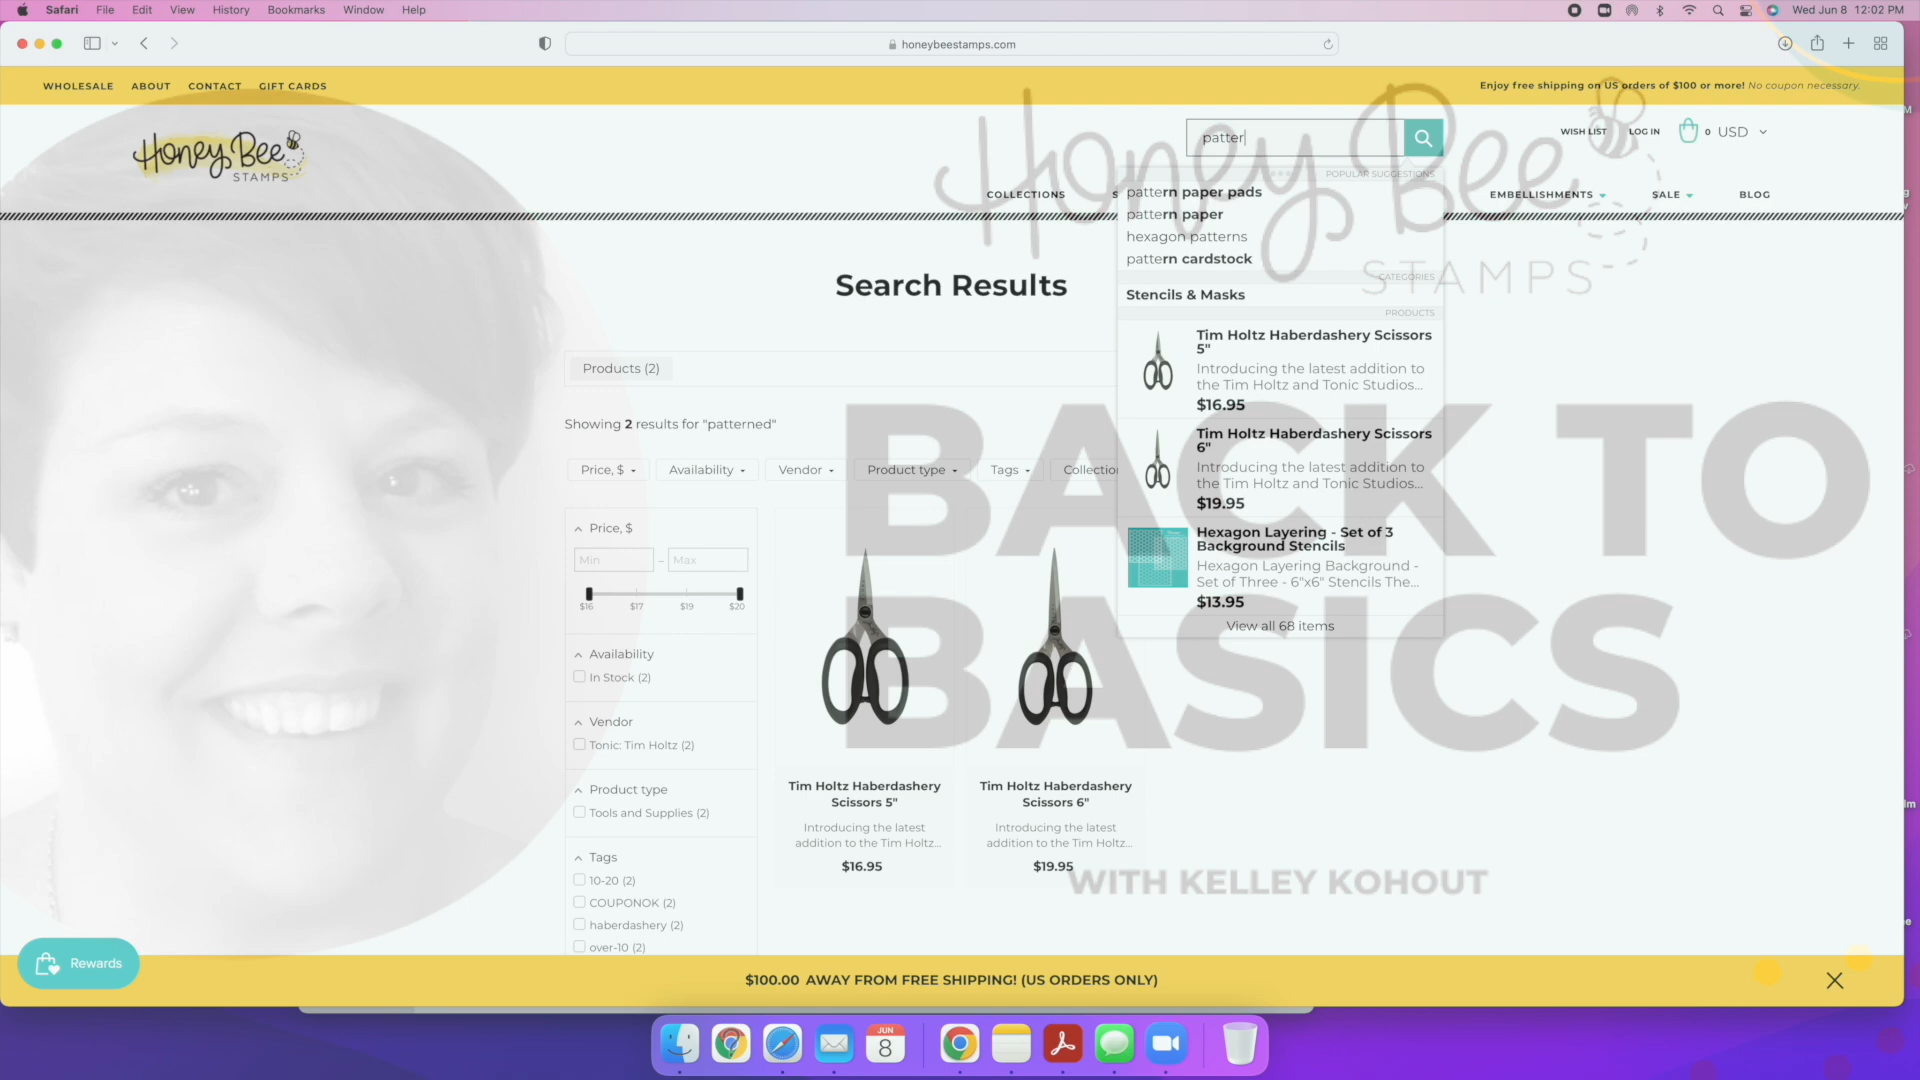 Safari File Edit View History Bookmarks Window Help
Wed Jun 8 12:02 PM
honeybeestamps.com
WHOLESALE ABOUT CONTACT GIFT CARDS
Enjoy free shipping on US orders of $100 or more! No coupon necessary.
Honey Bee
STAMPS
patter
WISH LIST LOG IN 0 USD
Honey Bee
STAMPS
COLLECTIONS S EMBELLISHMENTS SALE BLOG
POPULAR SUGGESTIONS
pattern paper pads
pattern paper
hexagon patterns
pattern cardstock
CATEGORIES
Stencils & Masks
PRODUCTS
Tim Holtz Haberdashery Scissors
5"
Introducing the latest addition to
the Tim Holtz and Tonic Studios...
$16.95
Tim Holtz Haberdashery Scissors
6"
Introducing the latest addition to
the Tim Holtz and Tonic Studios...
$19.95
Hexagon Layering - Set of 3
Background Stencils
Hexagon Layering Background -
Set of Three - 6"x6" Stencils The...
$13.95
View all 68 items
Search Results
Products (2)
Showing 2 results for "patterned"
Price, $ Availability Vendor Product type Tags Collection
Price, $
Min – Max
$16 $17 $19 $20
Availability
In Stock (2)
Vendor
Tonic: Tim Holtz (2)
Product type
Tools and Supplies (2)
Tags
10-20 (2)
COUPONOK (2)
haberdashery (2)
over-10 (2)
Tim Holtz Haberdashery
Scissors 5"
Introducing the latest
addition to the Tim Holtz...
$16.95
Tim Holtz Haberdashery
Scissors 6"
Introducing the latest
addition to the Tim Holtz...
$19.95
BACK TO
BASICS
WITH KELLEY KOHOUT
Rewards
$100.00 AWAY FROM FREE SHIPPING! (US ORDERS ONLY)
JUN
8